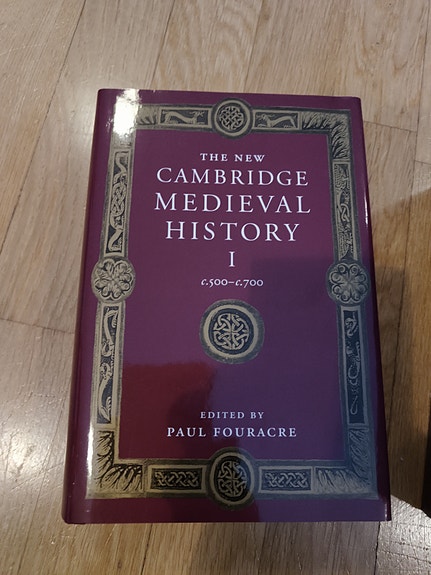 THE NEW
CAMBRIDGE
MEDIEVAL
HISTORY
I
c.500–c.700
EDITED BY
PAUL FOURACRE